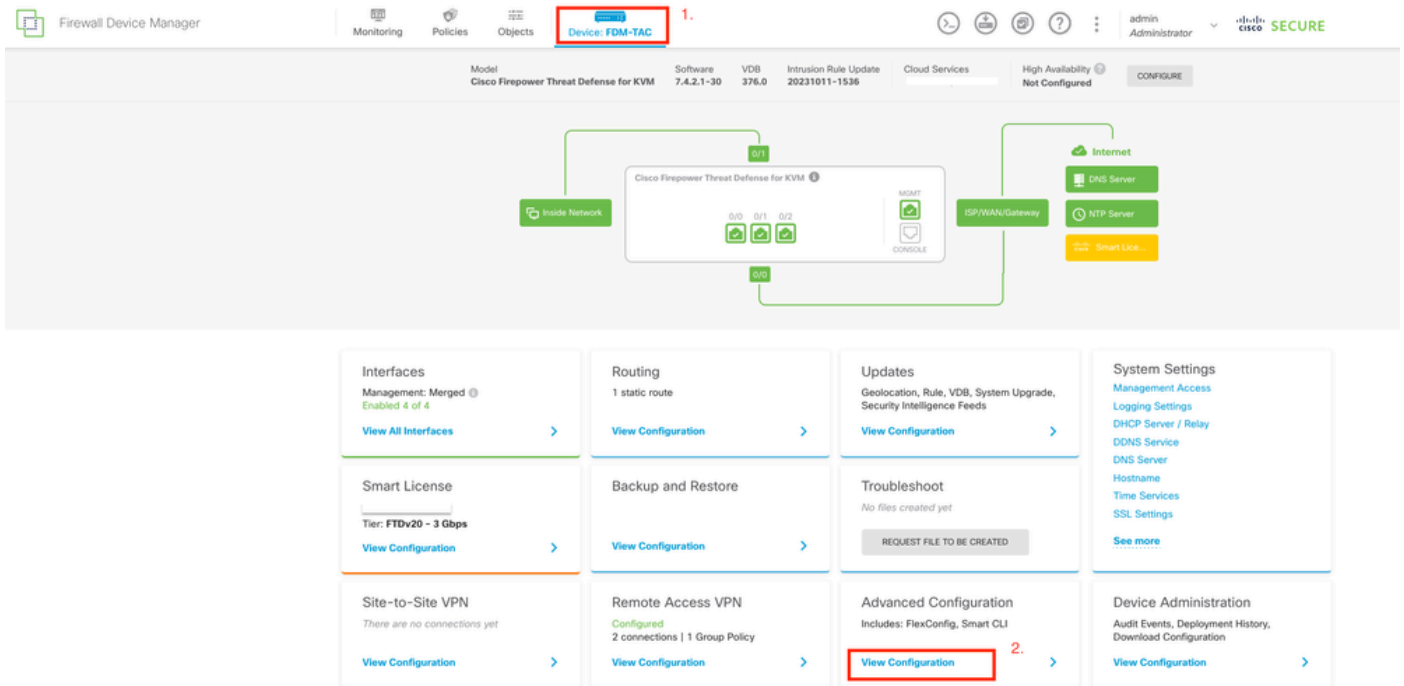 Firewall Device Manager
Monitoring
Policies
Objects
Device: FDM-TAC
1.
admin
Administrator
cisco SECURE
Model
Cisco Firepower Threat Defense for KVM
Software
7.4.2.1-30
VDB
376.0
Intrusion Rule Update
20231011-1536
Cloud Services
High Availability
Not Configured
CONFIGURE
0/1
Internet
Cisco Firepower Threat Defense for KVM
DNS Server
MGMT
Inside Network
0/0 0/1 0/2
ISP/WAN/Gateway
NTP Server
CONSOLE
Smart Lice...
0/0
Interfaces
Management: Merged
Enabled 4 of 4
View All Interfaces
Routing
1 static route
View Configuration
Updates
Geolocation, Rule, VDB, System Upgrade,
Security Intelligence Feeds
View Configuration
System Settings
Management Access
Logging Settings
DHCP Server / Relay
DDNS Service
DNS Server
Hostname
Time Services
SSL Settings
See more
Smart License
Tier: FTDv20 - 3 Gbps
View Configuration
Backup and Restore
View Configuration
Troubleshoot
No files created yet
REQUEST FILE TO BE CREATED
Site-to-Site VPN
There are no connections yet
View Configuration
Remote Access VPN
Configured
2 connections | 1 Group Policy
View Configuration
Advanced Configuration
Includes: FlexConfig, Smart CLI
2.
View Configuration
Device Administration
Audit Events, Deployment History,
Download Configuration
View Configuration